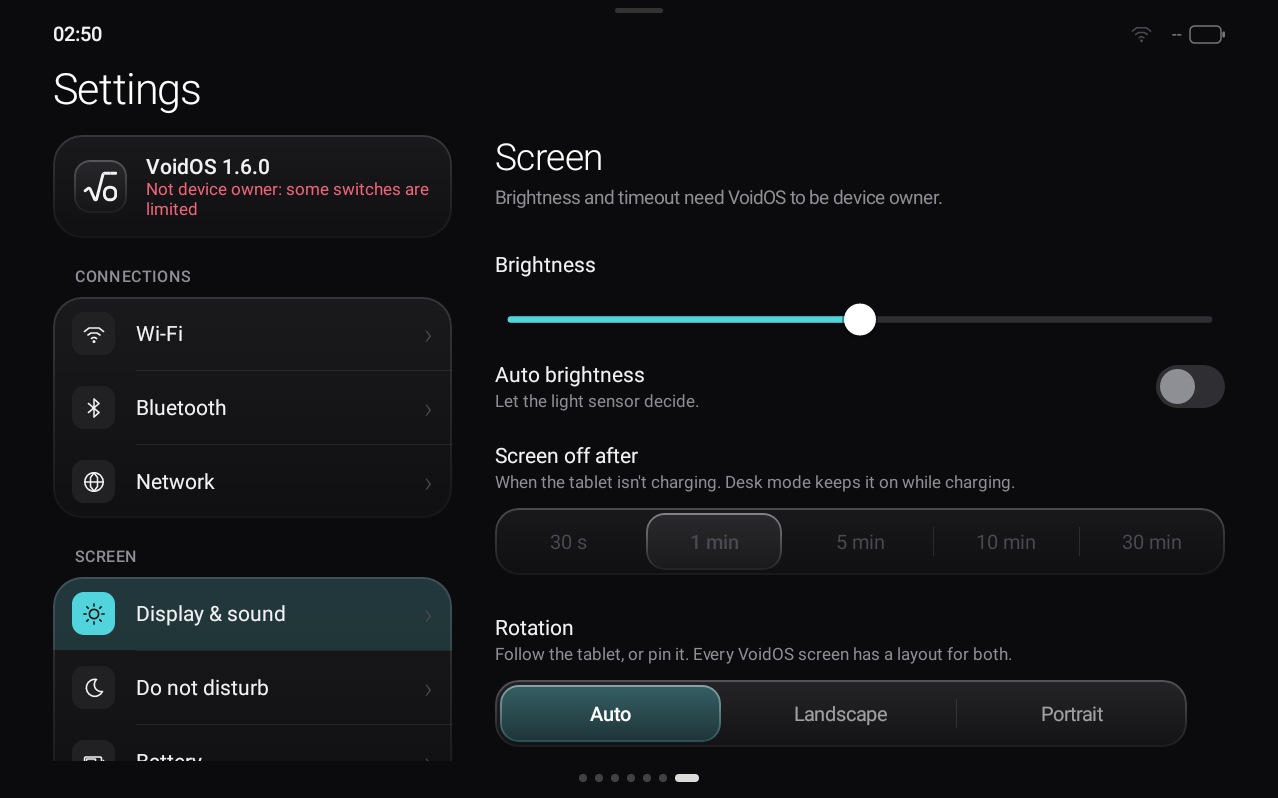 02:50
--
Settings
VoidOS 1.6.0
Not device owner: some switches are
limited
CONNECTIONS
Wi-Fi
Bluetooth
Network
SCREEN
Display & sound
Do not disturb
Battery
Screen
Brightness and timeout need VoidOS to be device owner.
Brightness
Auto brightness
Let the light sensor decide.
Screen off after
When the tablet isn't charging. Desk mode keeps it on while charging.
30 s 1 min 5 min 10 min 30 min
Rotation
Follow the tablet, or pin it. Every VoidOS screen has a layout for both.
Auto Landscape Portrait